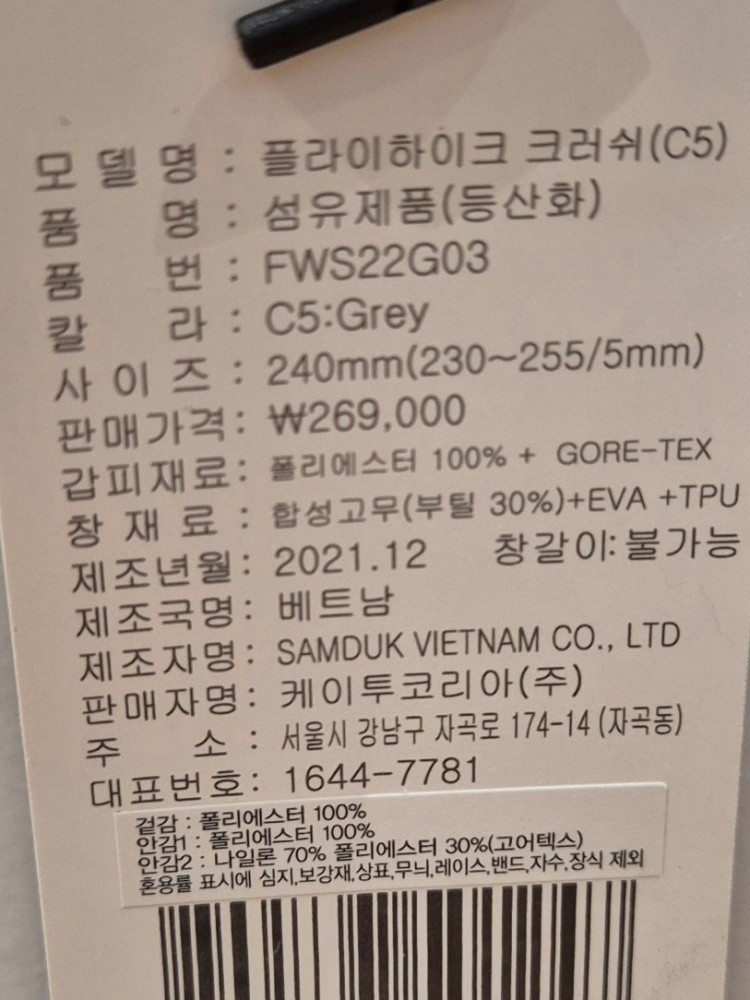 모 델 명 : 플라이하이크 크러쉬(C5)
품 명 : 섬유제품(등산화)
품 번 : FWS22G03
칼 라 : C5:Grey
사 이 즈 : 240mm(230~255/5mm)
판매가격 : ₩269,000
갑피재료 : 폴리에스터 100% + GORE-TEX
창 재 료 : 합성고무(부틸 30%)+EVA +TPU
제조년월 : 2021.12 창갈이:불가능
제조국명 : 베트남
제조자명 : SAMDUK VIETNAM CO., LTD
판매자명 : 케이투코리아(주)
주 소 : 서울시 강남구 자곡로 174-14 (자곡동)
대표번호 : 1644-7781
겉감 : 폴리에스터 100%
안감1 : 폴리에스터 100%
안감2 : 나일론 70% 폴리에스터 30%(고어텍스)
혼용률 표시에 심지,보강재,상표,무늬,레이스,밴드,자수,장식 제외